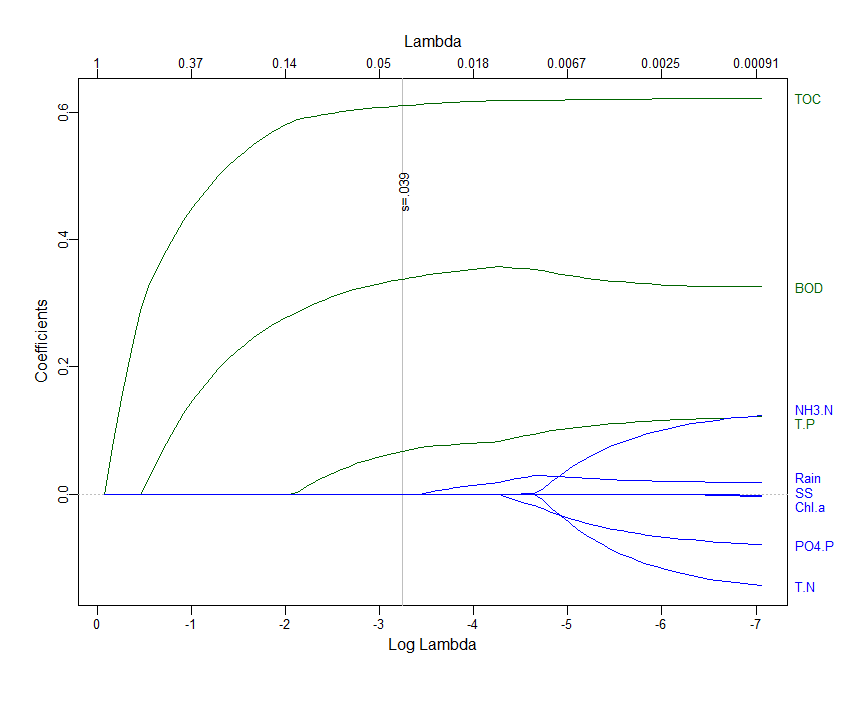 Lambda
1 0.37 0.14 0.05 0.018 0.0067 0.0025 0.00091
TOC
BOD
NH3.N
T.P
Rain
SS
Chl.a
PO4.P
T.N
s=.039
Coefficients
0.6
0.4
0.2
0.0
0 -1 -2 -3 -4 -5 -6 -7
Log Lambda